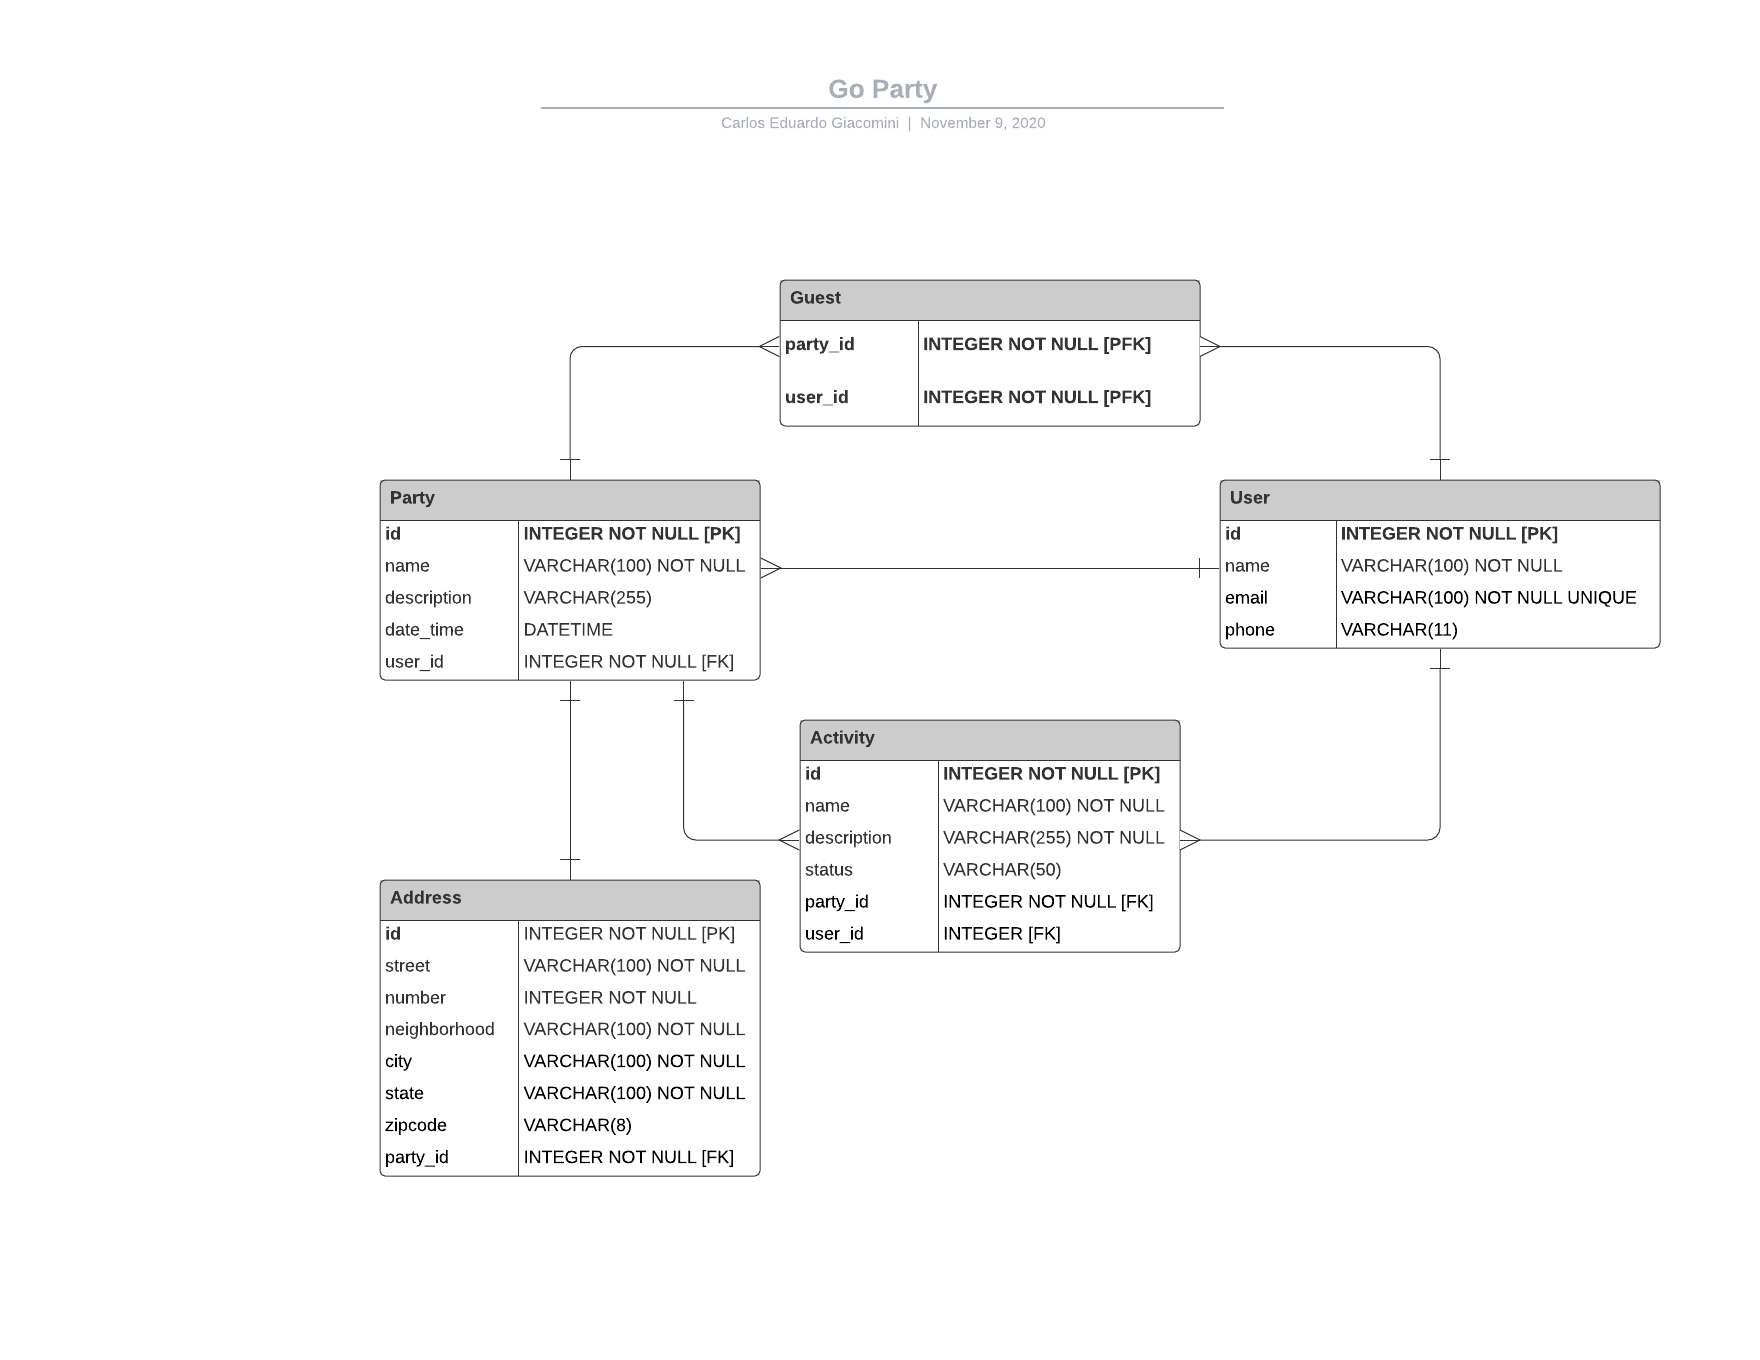 Go Party
Carlos Eduardo Giacomini | November 9, 2020
Guest
party_id INTEGER NOT NULL [PFK]
user_id INTEGER NOT NULL [PFK]
Party
id INTEGER NOT NULL [PK]
name VARCHAR(100) NOT NULL
description VARCHAR(255)
date_time DATETIME
user_id INTEGER NOT NULL [FK]
User
id INTEGER NOT NULL [PK]
name VARCHAR(100) NOT NULL
email VARCHAR(100) NOT NULL UNIQUE
phone VARCHAR(11)
Activity
id INTEGER NOT NULL [PK]
name VARCHAR(100) NOT NULL
description VARCHAR(255) NOT NULL
status VARCHAR(50)
party_id INTEGER NOT NULL [FK]
user_id INTEGER [FK]
Address
id INTEGER NOT NULL [PK]
street VARCHAR(100) NOT NULL
number INTEGER NOT NULL
neighborhood VARCHAR(100) NOT NULL
city VARCHAR(100) NOT NULL
state VARCHAR(100) NOT NULL
zipcode VARCHAR(8)
party_id INTEGER NOT NULL [FK]